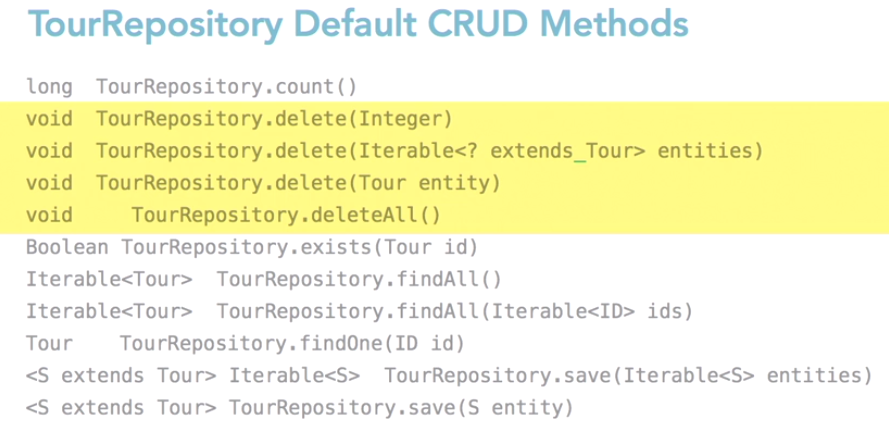 TourRepository Default CRUD Methods
long TourRepository.count()
void TourRepository.delete(Integer)
void TourRepository.delete(Iterable<? extends_Tour> entities)
void TourRepository.delete(Tour entity)
void TourRepository.deleteAll()
Boolean TourRepository.exists(Tour id)
Iterable<Tour> TourRepository.findAll()
Iterable<Tour> TourRepository.findAll(Iterable<ID> ids)
Tour TourRepository.findOne(ID id)
<S extends Tour> Iterable<S> TourRepository.save(Iterable<S> entities)
<S extends Tour> TourRepository.save(S entity)